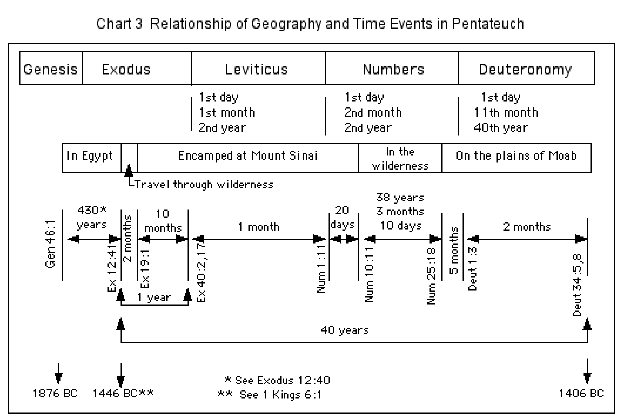 Chart 3 Relationship of Geography and Time Events in Pentateuch
Genesis Exodus Leviticus Numbers Deuteronomy
1st day
1st month
2nd year
1st day
2nd month
2nd year
1st day
11th month
40th year
In Egypt
Encamped at Mount Sinai
In the
wilderness
On the plains of Moab
Travel through wilderness
Gen 46:1
430*
years
Ex 12:41
2 months
Ex 19:1
10
months
Ex 40:2,17
1 month
Num 1:11
20
days
Num 10:11
38 years
3 months
10 days
Num 25:18
5 months
Deut 1:3
2 months
Deut 34:5,8
1 year
40 years
* See Exodus 12:40
** See 1 Kings 6:1
1876 BC 1446 BC** 1406 BC